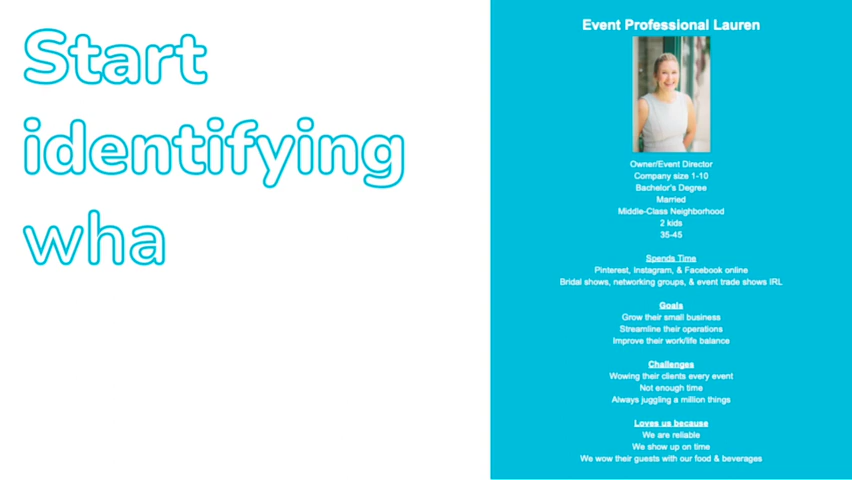 Start
identifying
wha
Event Professional Lauren
Owner/Event Director
Company size 1-10
Bachelor's Degree
Married
Middle-Class Neighborhood
2 kids
35-45
Spends Time
Pinterest, Instagram, & Facebook online
Bridal shows, networking groups, & event trade shows IRL
Goals
Grow their small business
Streamline their operations
Improve their work/life balance
Challenges
Wowing their clients every event
Not enough time
Always juggling a million things
Loves us because
We are reliable
We show up on time
We wow their guests with our food & beverages